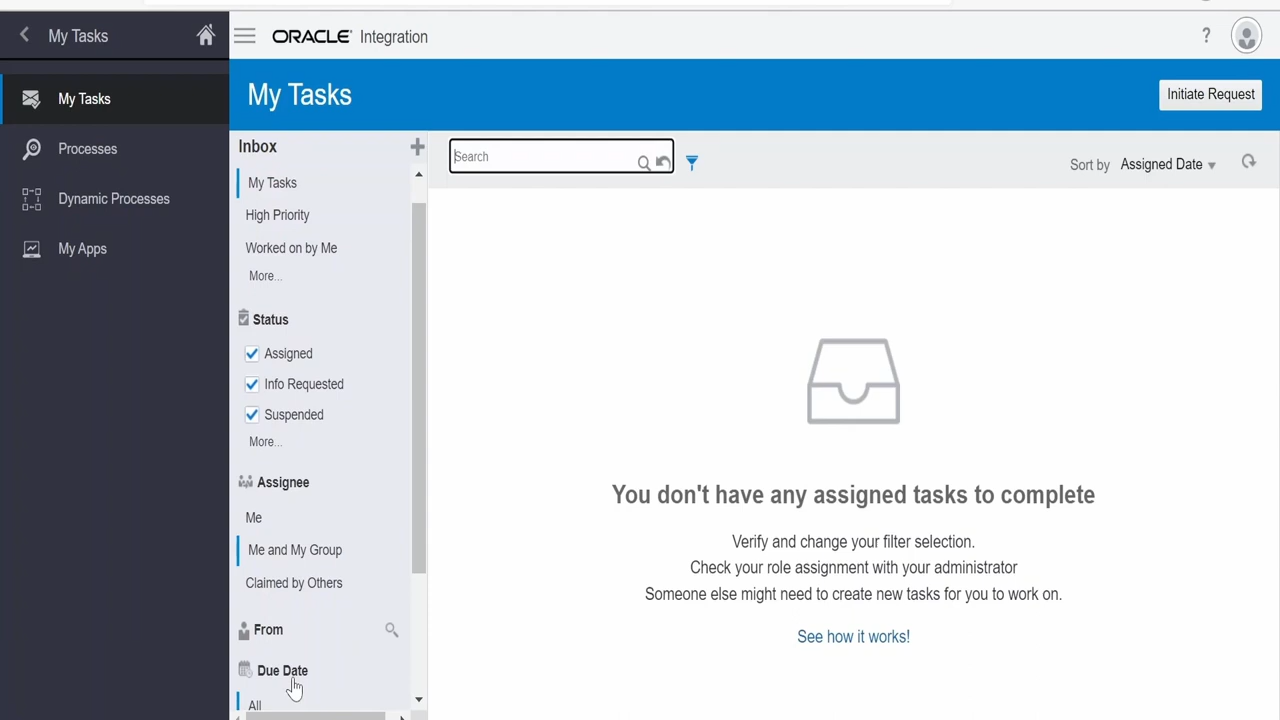 My Tasks
ORACLE Integration
?
My Tasks
Processes
Dynamic Processes
My Apps
My Tasks
Initiate Request
Inbox
My Tasks
High Priority
Worked on by Me
More...
Status
Assigned
Info Requested
Suspended
More...
Assignee
Me
Me and My Group
Claimed by Others
From
Due Date
All
Search
Sort by Assigned Date
You don't have any assigned tasks to complete
Verify and change your filter selection.
Check your role assignment with your administrator
Someone else might need to create new tasks for you to work on.
See how it works!